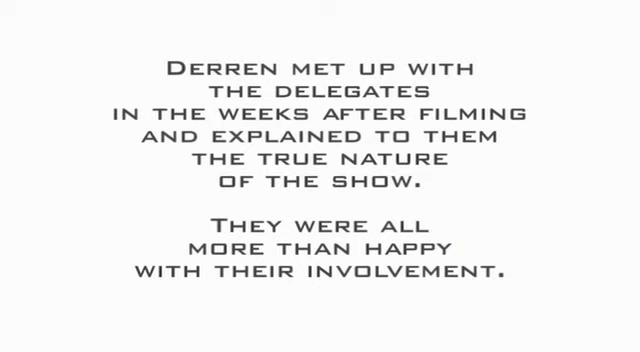 DERREN MET UP WITH
THE DELEGATES
IN THE WEEKS AFTER FILMING
AND EXPLAINED TO THEM
THE TRUE NATURE
OF THE SHOW.
THEY WERE ALL
MORE THAN HAPPY
WITH THEIR INVOLVEMENT.